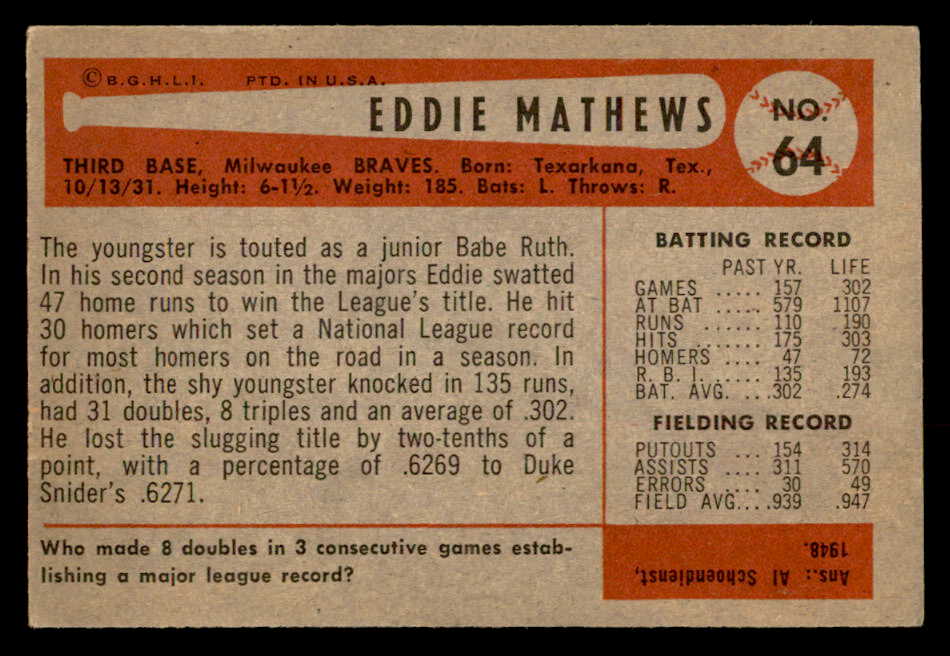 ©B.G.H.L.I. PTD. IN U.S.A.
EDDIE MATHEWS
NO.
64
THIRD BASE, Milwaukee BRAVES. Born: Texarkana, Tex.,
10/13/31. Height: 6-1½. Weight: 185. Bats: L. Throws: R.
The youngster is touted as a junior Babe Ruth.
In his second season in the majors Eddie swatted
47 home runs to win the League's title. He hit
30 homers which set a National League record
for most homers on the road in a season. In
addition, the shy youngster knocked in 135 runs,
had 31 doubles, 8 triples and an average of .302.
He lost the slugging title by two-tenths of a
point, with a percentage of .6269 to Duke
Snider's .6271.
BATTING RECORD
PAST YR. LIFE
GAMES ..... 157 302
AT BAT ..... 579 1107
RUNS ...... 110 190
HITS ...... 175 303
HOMERS .... 47 72
R. B. I. ..... 135 193
BAT. AVG. ... .302 .274
FIELDING RECORD
PUTOUTS ... 154 314
ASSISTS .... 311 570
ERRORS .... 30 49
FIELD AVG.... .939 .947
Who made 8 doubles in 3 consecutive games estab-
lishing a major league record?
Ans.: Al Schoendienst,
1948.